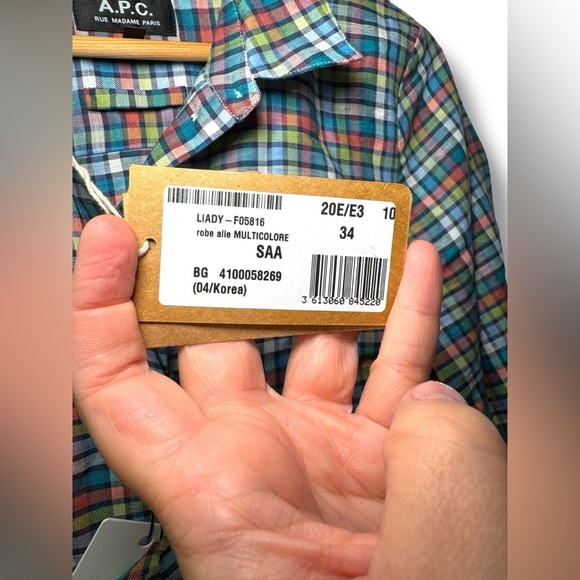 A.P.C.
RUE MADAME PARIS
LIADY-F05816
robe alie MULTICOLORE
SAA
BG 4100058269
(04/Korea)
20E/E3 10
34
3 613060 845220